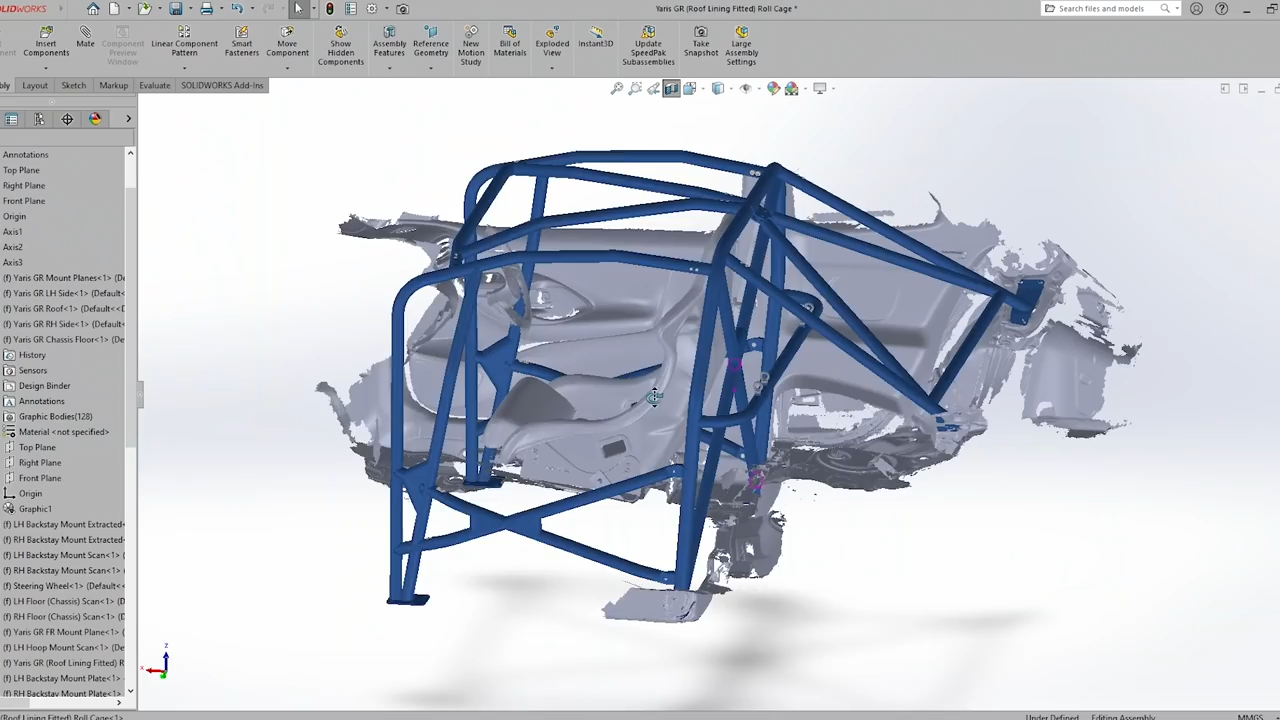 SOLIDWORKS
Yaris GR (Roof Lining Fitted) Roll Cage *
Search files and models
Insert Components
Mate
Component Preview Window
Linear Component Pattern
Smart Fasteners
Move Component
Show Hidden Components
Assembly Features
Reference Geometry
New Motion Study
Bill of Materials
Exploded View
Instant3D
Update SpeedPak Subassemblies
Take Snapshot
Large Assembly Settings
bly
Layout
Sketch
Markup
Evaluate
SOLIDWORKS Add-Ins
Annotations
Top Plane
Right Plane
Front Plane
Origin
Axis1
Axis2
Axis3
(f) Yaris GR Mount Planes<1> (De
(f) Yaris GR LH Side<1> (Default<
(f) Yaris GR Roof<1> (Default<<
(f) Yaris GR RH Side<1> (Default<
(f) Yaris GR Chassis Floor<1> (De
History
Sensors
Design Binder
Annotations
Graphic Bodies(128)
Material <not specified>
Top Plane
Right Plane
Front Plane
Origin
Graphic1
(f) LH Backstay Mount Extracted<
(f) RH Backstay Mount Extracted<
(f) LH Backstay Mount Scan<1> (
(f) RH Backstay Mount Scan<1> (
(f) Steering Wheel<1> (Default<<
(f) LH Floor (Chassis) Scan<1> (D
(f) RH Floor (Chassis) Scan<1> (D
(f) Yaris GR FR Mount Plane<1> (
(f) LH Hoop Mount Scan<1> (De
(f) Yaris GR (Roof Lining Fitted) R
(f) LH Backstay Mount Plate<1> (
(f) RH Backstay Mount Plate<1>
x
z
(Roof Lining Fitted) Roll Cage<1>
Under Defined
Editing Assembly
MMGS